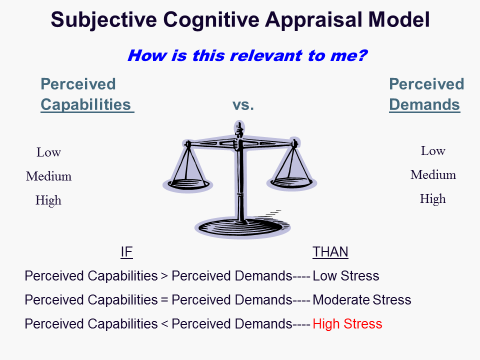 Subjective Cognitive Appraisal Model
How is this relevant to me?
Perceived
Capabilities
vs.
Perceived
Demands
Low
Medium
High
Low
Medium
High
IF
THAN
Perceived Capabilities > Perceived Demands---- Low Stress
Perceived Capabilities = Perceived Demands---- Moderate Stress
Perceived Capabilities < Perceived Demands---- High Stress